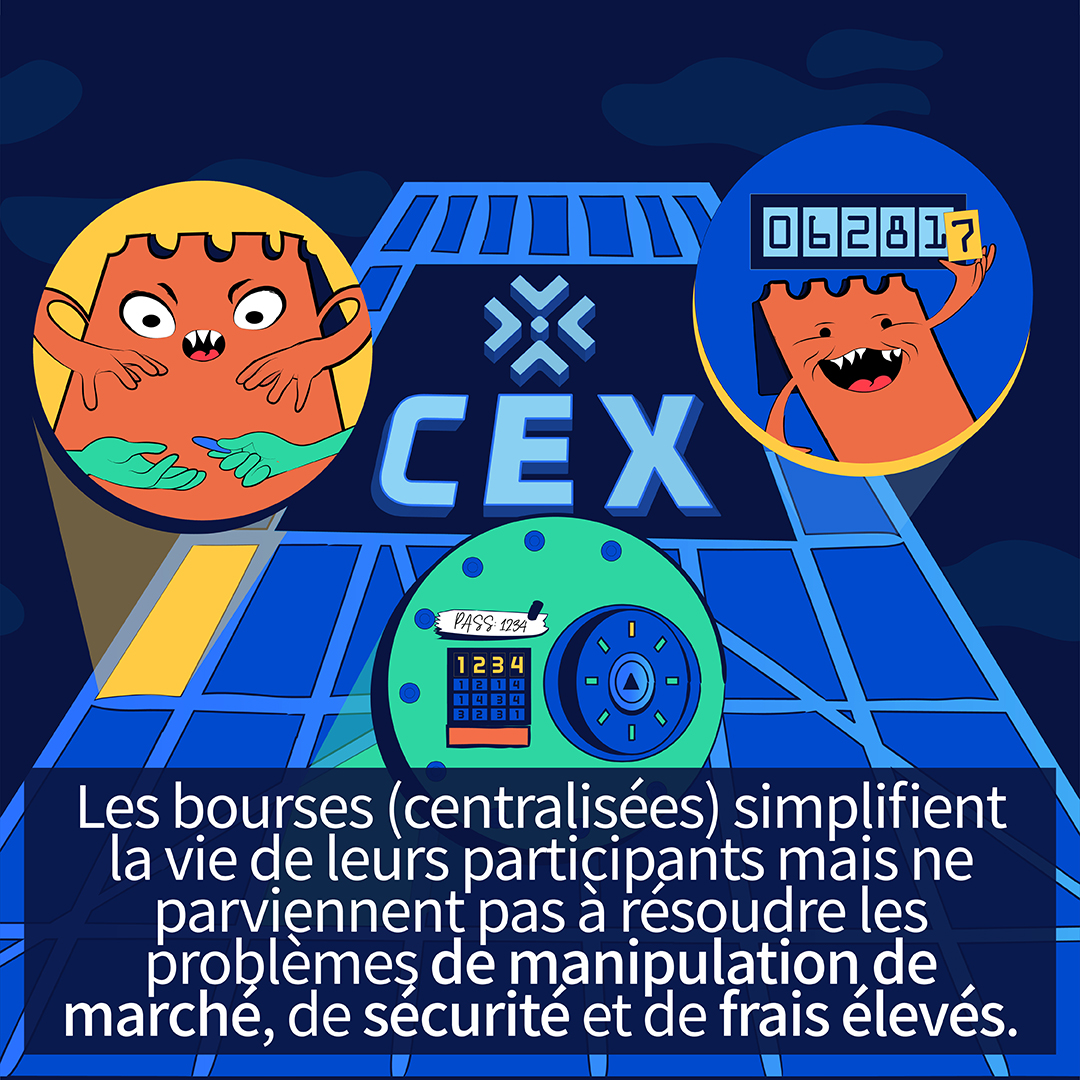 062817
CEX
PASS: 1234
1234
1 2 1 4
1 4 3 4
3 2 3 1
Les bourses (centralisées) simplifient
la vie de leurs participants mais ne
parviennent pas à résoudre les
problèmes de manipulation de
marché, de sécurité et de frais élevés.